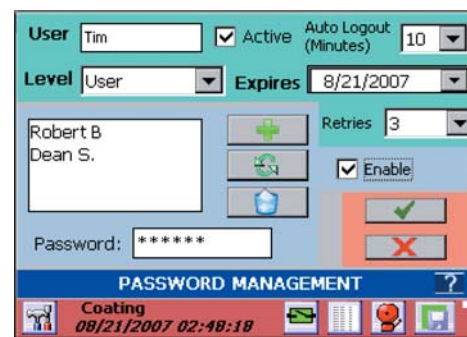 User Tim Active Auto Logout (Minutes) 10
Level User Expires 8/21/2007
Robert B
Dean S.
Retries 3
Enable
Password: ******
PASSWORD MANAGEMENT ?
Coating
08/21/2007 02:48:18